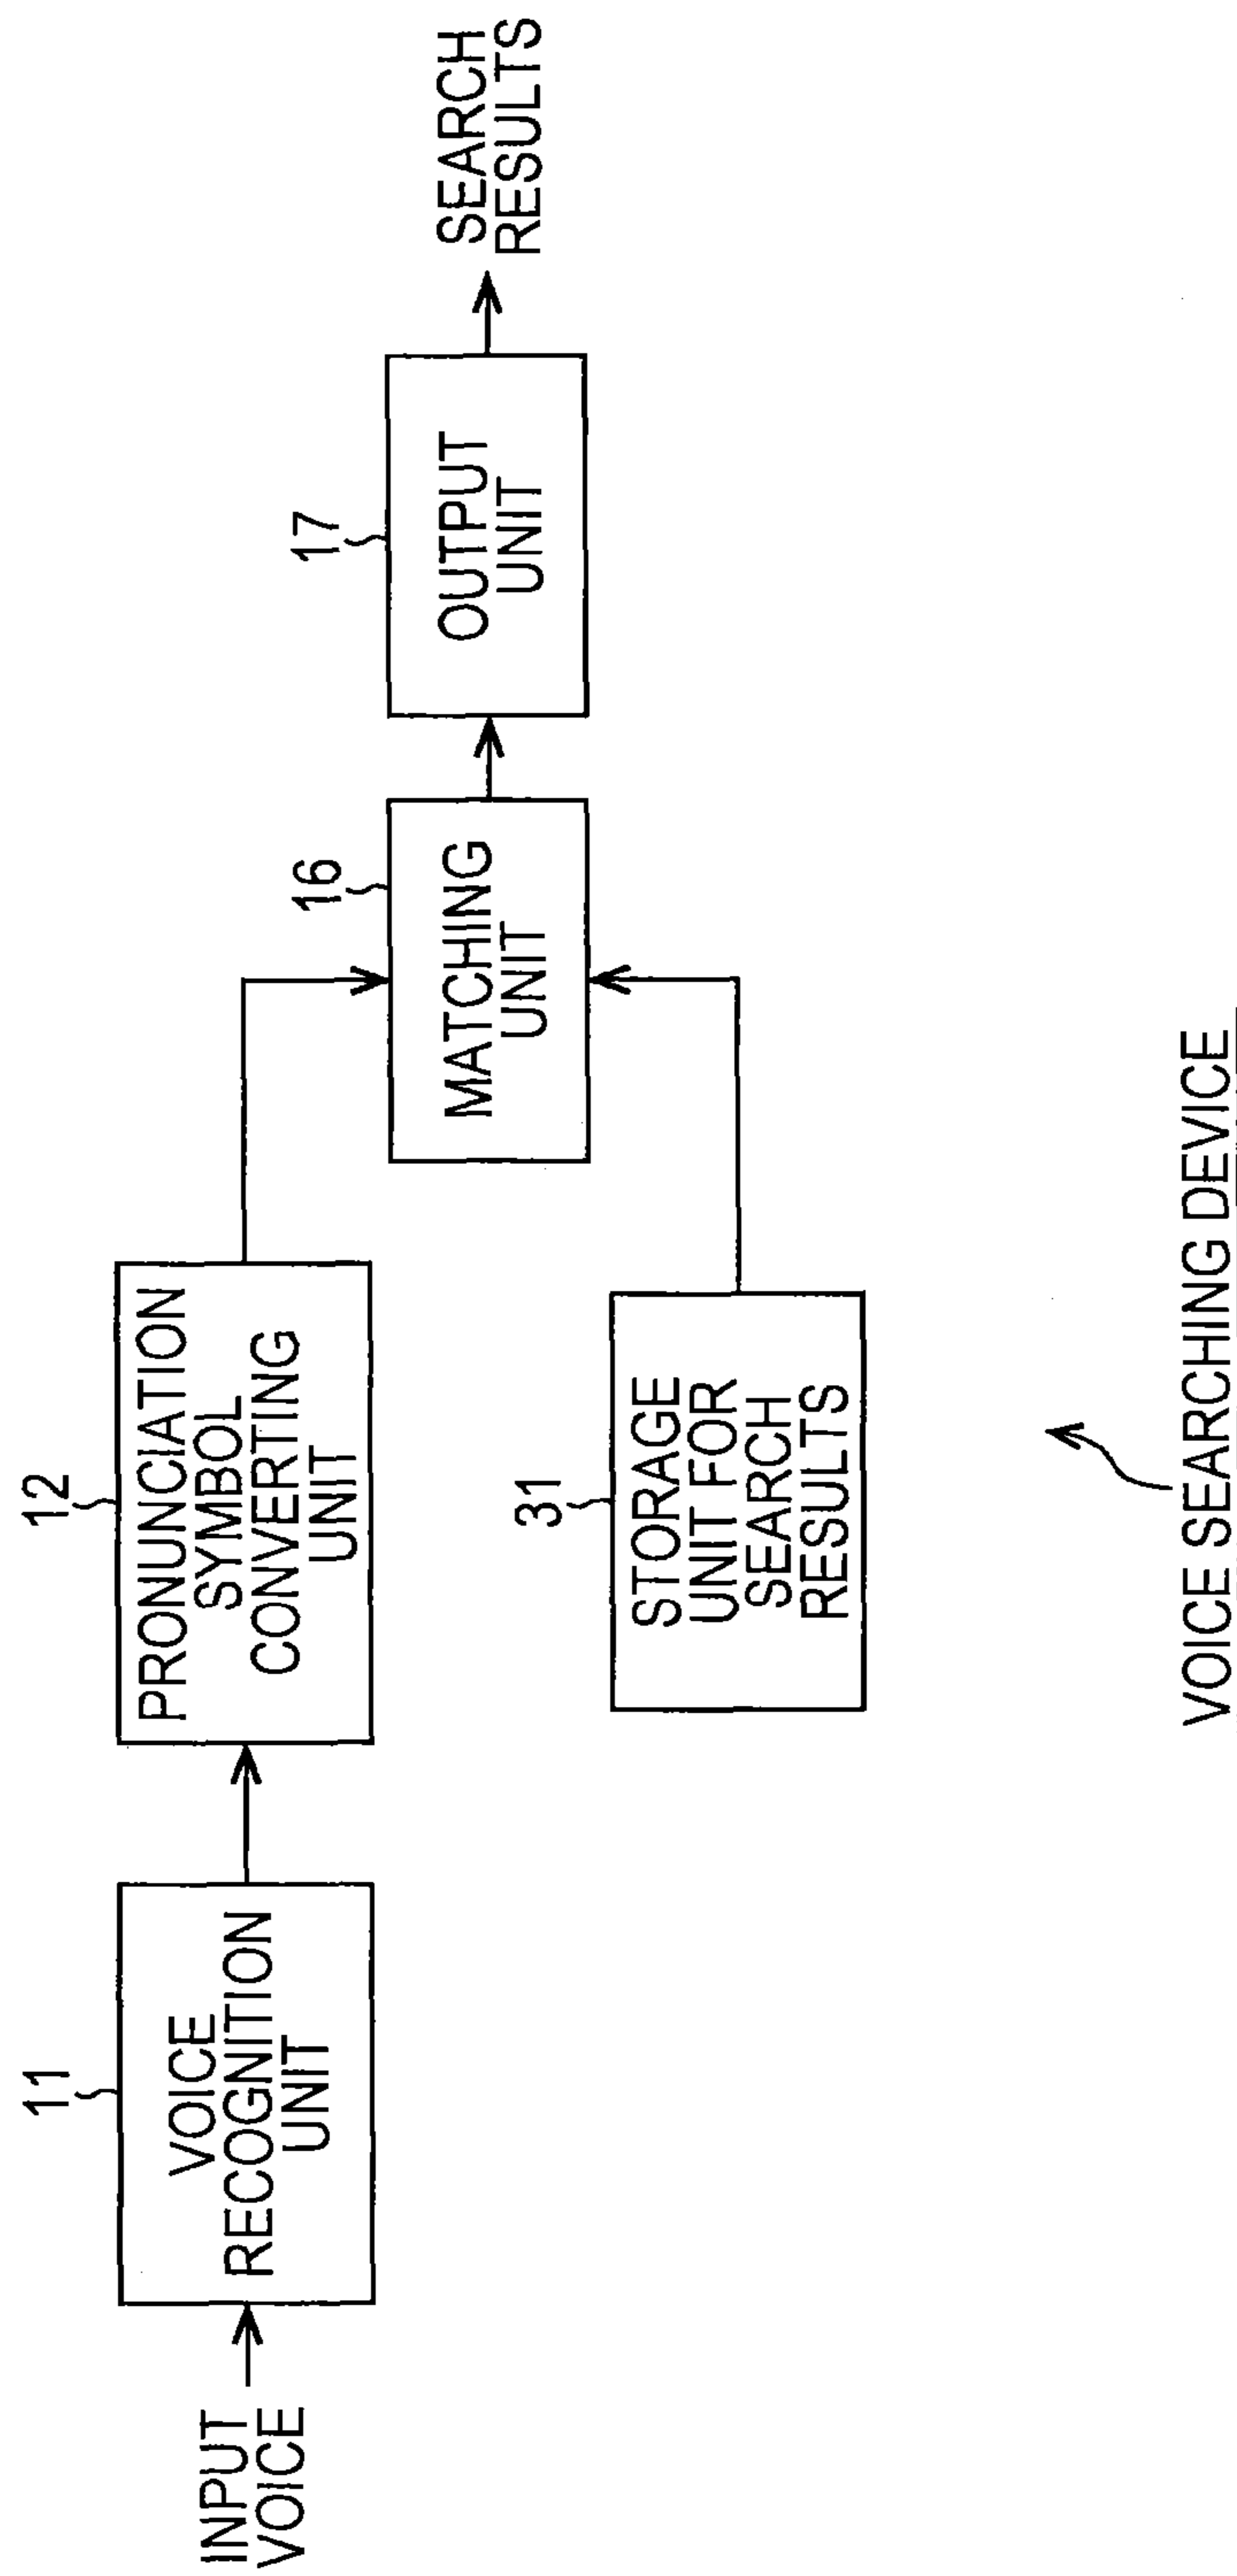 INPUT
VOICE
11
VOICE
RECOGNITION
UNIT
12
PRONUNCIATION
SYMBOL
CONVERTING
UNIT
31
STORAGE
UNIT FOR
SEARCH
RESULTS
16
MATCHING
UNIT
17
OUTPUT
UNIT
SEARCH
RESULTS
VOICE SEARCHING DEVICE